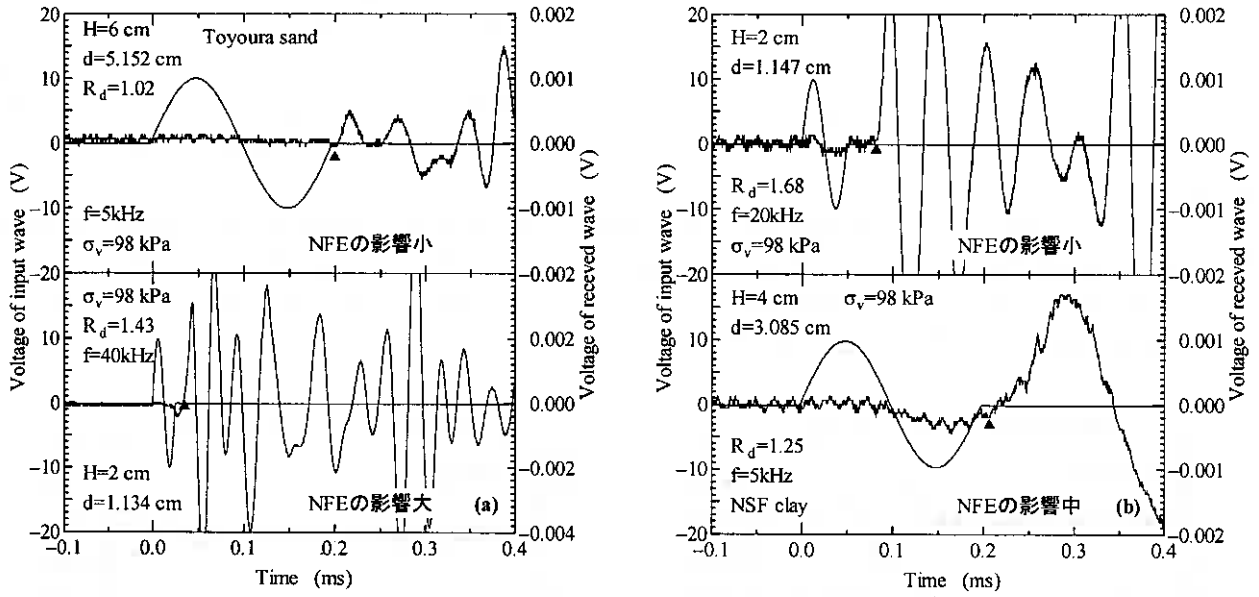 H=6 cm
Toyoura sand
d=5.152 cm
R_d=1.02
f=5kHz
σ_v=98 kPa
NFEの影響小
20
10
0
−10
−20
0.002
0.001
0.000
−0.001
Voltage of input wave (V)
Voltage of receved wave (V)
σ_v=98 kPa
R_d=1.43
f=40kHz
H=2 cm
d=1.134 cm
NFEの影響大
(a)
20
10
0
−10
−20
0.002
0.002
0.000
0.002
0.004
−0.1 0.0 0.1 0.2 0.3 0.4
Time (ms)
H=2 cm
d=1.147 cm
R_d=1.68
f=20kHz
σ_v=98 kPa
NFEの影響小
20
10
0
−10
−20
0.002
0.001
0.000
−0.001
Voltage of input wave (V)
Voltage of receved wave (V)
H=4 cm
σ_v=98 kPa
d=3.085 cm
R_d=1.25
f=5kHz
NSF clay
NFEの影響中
(b)
20
10
0
−10
−20
0.002
0.001
0.000
−0.001
−0.002
−0.1 0.0 0.1 0.2 0.3 0.4
Time (ms)